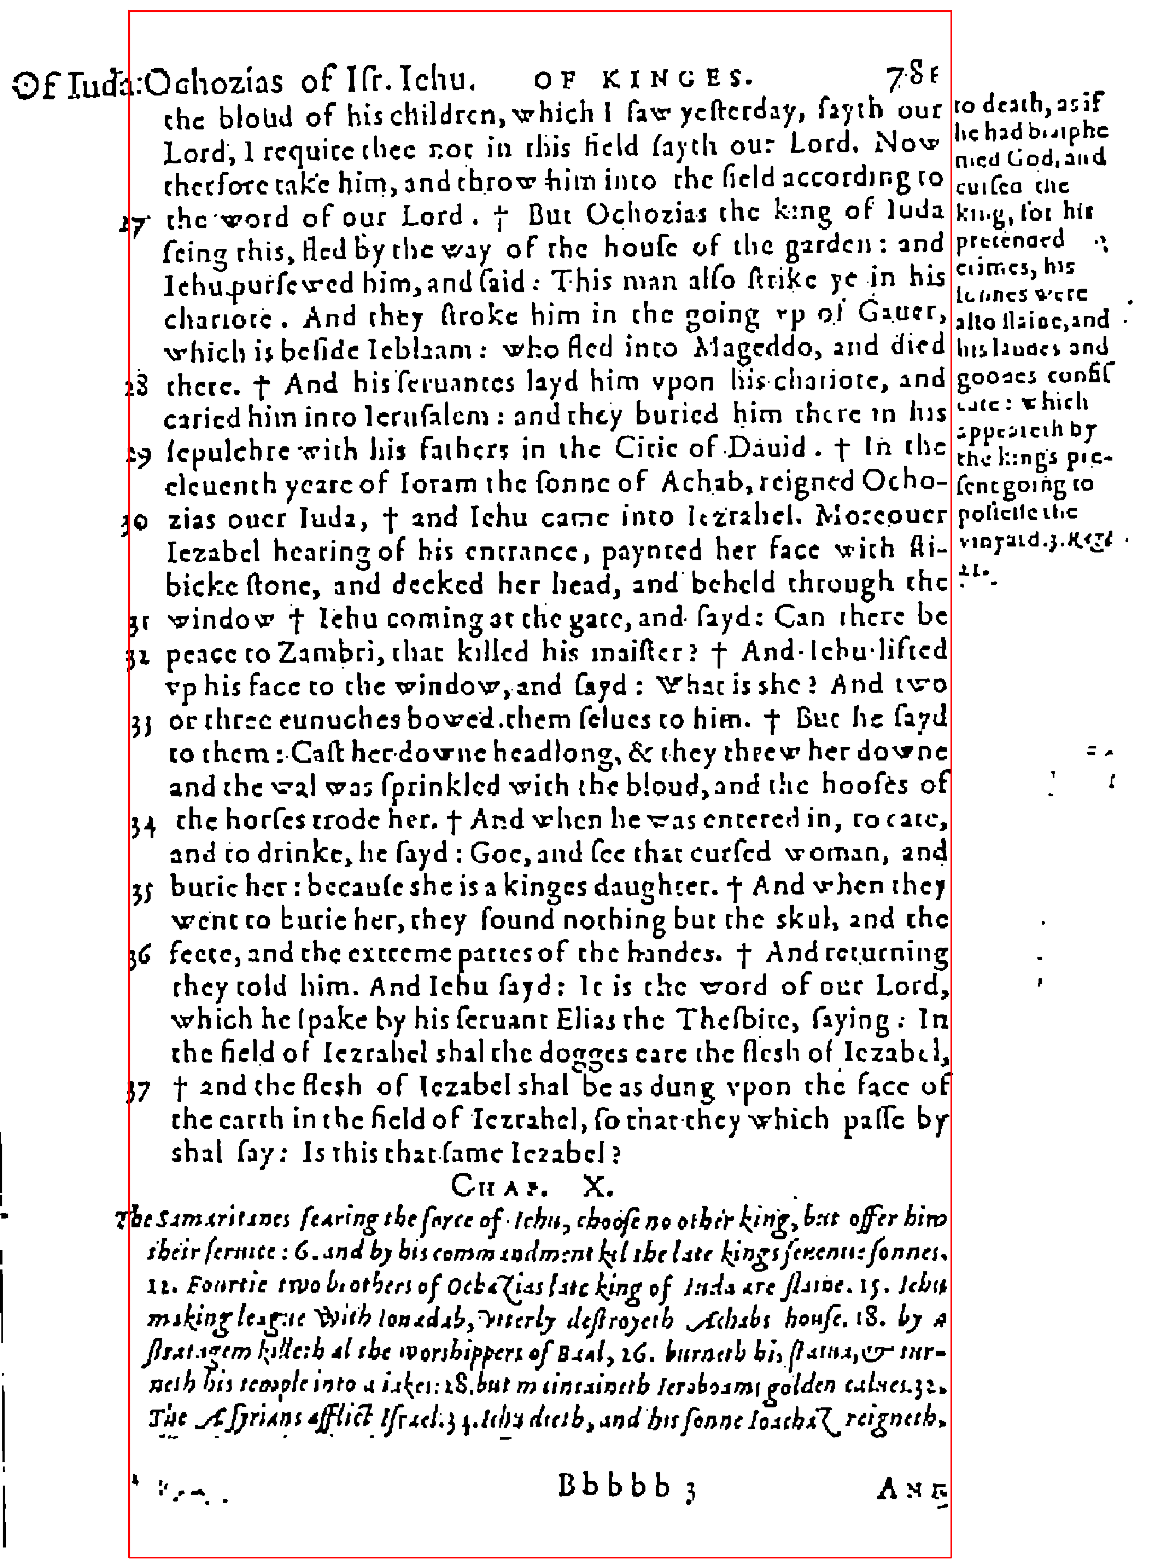 Of Iuda: Ochozias of Isr. Iehu. OF KINGES. 781
the bloud of his children, which I ſaw yeſterday, ſayth our
Lord, I requite thee not in this field ſayth our Lord. Now
therfore take him, and throw him into the field according to
27 the word of our Lord. † But Ochozias the king of Iuda
ſeing this, fled by the way of the houſe of the garden: and
Iehu purſewed him, and ſaid: This man alſo ſtrike ye in his
chariote. And they ſtroke him in the going vp of Gauer,
which is beſide Ieblaam: who fled into Mageddo, and died
28 there. † And his ſeruantes layd him vpon his chariote, and
caried him into Ieruſalem: and they buried him there in his
29 ſepulchre with his fathers in the Citie of Dauid. † In the
eleuenth yeare of Ioram the ſonne of Achab, reigned Ocho-
30 zias ouer Iuda, † and Iehu came into Iezrahel. Moreouer
Iezabel hearing of his entrance, paynted her face with ſti-
bicke ſtone, and decked her head, and beheld through the
31 window † Iehu coming at the gate, and ſayd: Can there be
32 peace to Zambri, that killed his maiſter? † And Iehu lifted
vp his face to the window, and ſayd: What is she? And two
33 or three eunuches bowed them ſelues to him. † But he ſayd
to them: Caſt her downe headlong, & they threw her downe
and the wal was ſprinkled with the bloud, and the hooſes of
34 the horſes trode her. † And when he was entered in, to eate,
and to drinke, he ſayd: Goe, and ſee that curſed woman, and
35 burie her: becauſe she is a kinges daughter. † And when they
went to burie her, they found nothing but the skul, and the
36 feete, and the extreme partes of the handes. † And returning
they told him. And Iehu ſayd: It is the word of our Lord,
which he ſpake by his ſeruant Elias the Theſbite, ſaying: In
the field of Iezrahel shal the dogges eate the flesh of Iezabel,
37 † and the flesh of Iezabel shal be as dung vpon the face of
the earth in the field of Iezrahel, ſo that they which paſſe by
shal ſay: Is this that ſame Iezabel?
CHAP. X.
The Samaritanes fearing the force of Iehu, chooſe no other king, but offer him
their ſeruice: 6. and by his commandment kil the late kings ſeuentie ſonnes.
12. Fourtie two brothers of Ochazias late king of Iuda are ſlaine. 15. Iehu
making league with Ionadab, vtterly deſtroyeth Achabs houſe. 18. by a
ſtratagem killeth al the worshippers of Baal, 26. burneth his ſtatua, & tur-
neth his temple into a iakes: 28. but mainteineth Ieroboams golden calues. 32.
The Aſſyrians afflict Iſrael. 34. Iehu dieth, and his ſonne Ioachaz reigneth.
Bbbbb 3 AND
to death, as if
he had blaſphe
med God, and
curſed the
king, for his
pretended
crimes, his
ſonnes were
alſo ſlaine, and
his landes and
goodes confiſ
cate: which
appeareth by
the kings pre-
ſent going to
poſſeſſe the
vinyard. 3. Reg.
21.